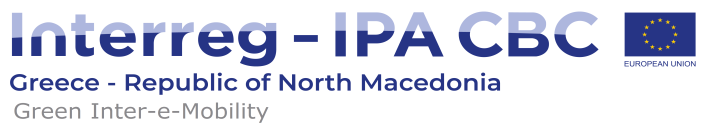 Interreg - IPA CBC
EUROPEAN UNION
Greece - Republic of North Macedonia
Green Inter-e-Mobility